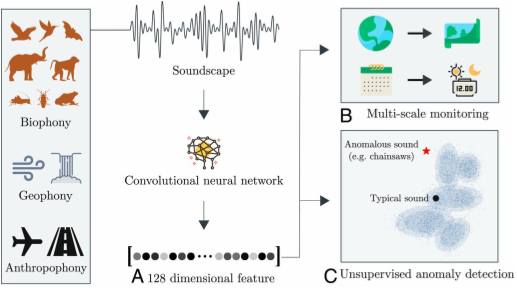 Biophony
Geophony
Anthropophony
Soundscape
Convolutional neural network
A 128 dimensional feature
12.00
B Multi-scale monitoring
Anomalous sound
(e.g. chainsaws)
Typical sound
C Unsupervised anomaly detection